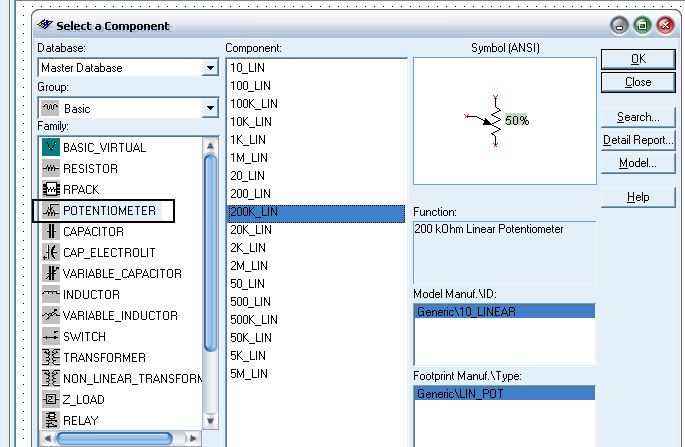 Select a Component
Database:
Master Database
Group:
Basic
Family:
BASIC_VIRTUAL
RESISTOR
RPACK
POTENTIOMETER
CAPACITOR
CAP_ELECTROLIT
VARIABLE_CAPACITOR
INDUCTOR
VARIABLE_INDUCTOR
SWITCH
TRANSFORMER
NON_LINEAR_TRANSFORM
Z_LOAD
RELAY
Component:
10_LIN
100_LIN
100K_LIN
10K_LIN
1K_LIN
1M_LIN
20_LIN
200_LIN
200K_LIN
20K_LIN
2K_LIN
2M_LIN
50_LIN
500_LIN
500K_LIN
50K_LIN
5K_LIN
5M_LIN
Symbol (ANSI)
50%
Function:
200 kOhm Linear Potentiometer
Model Manuf.\ID:
Generic\10_LINEAR
Footprint Manuf.\Type:
Generic\LIN_POT
OK
Close
Search...
Detail Report...
Model...
Help